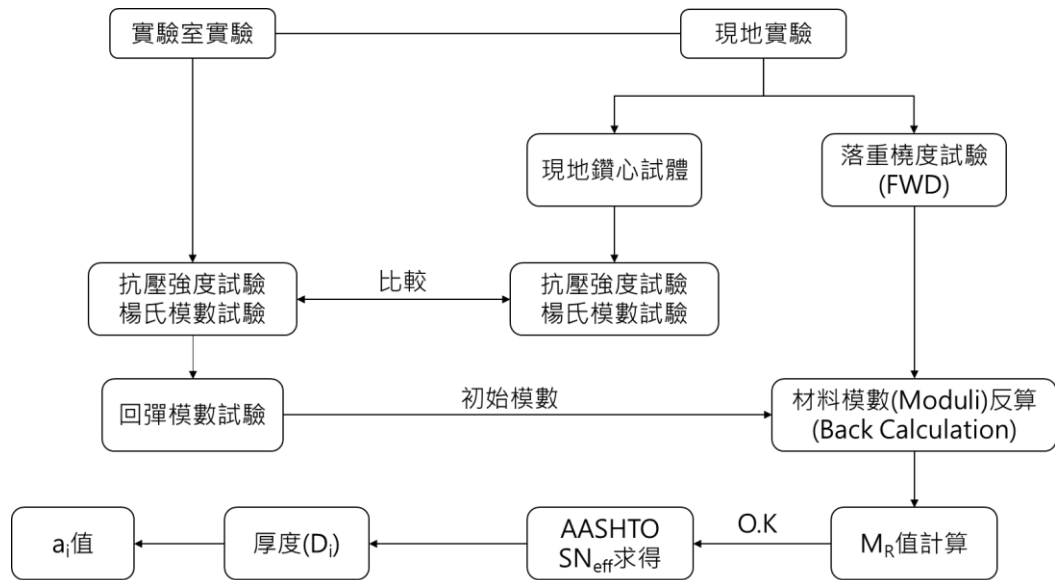 實驗室實驗
現地實驗
現地鑽心試體
落重橈度試驗
(FWD)
抗壓強度試驗
楊氏模數試驗
比較
抗壓強度試驗
楊氏模數試驗
回彈模數試驗
初始模數
材料模數(Moduli)反算
(Back Calculation)
aᵢ值
厚度(Dᵢ)
AASHTO
SNeff求得
O.K
MR值計算